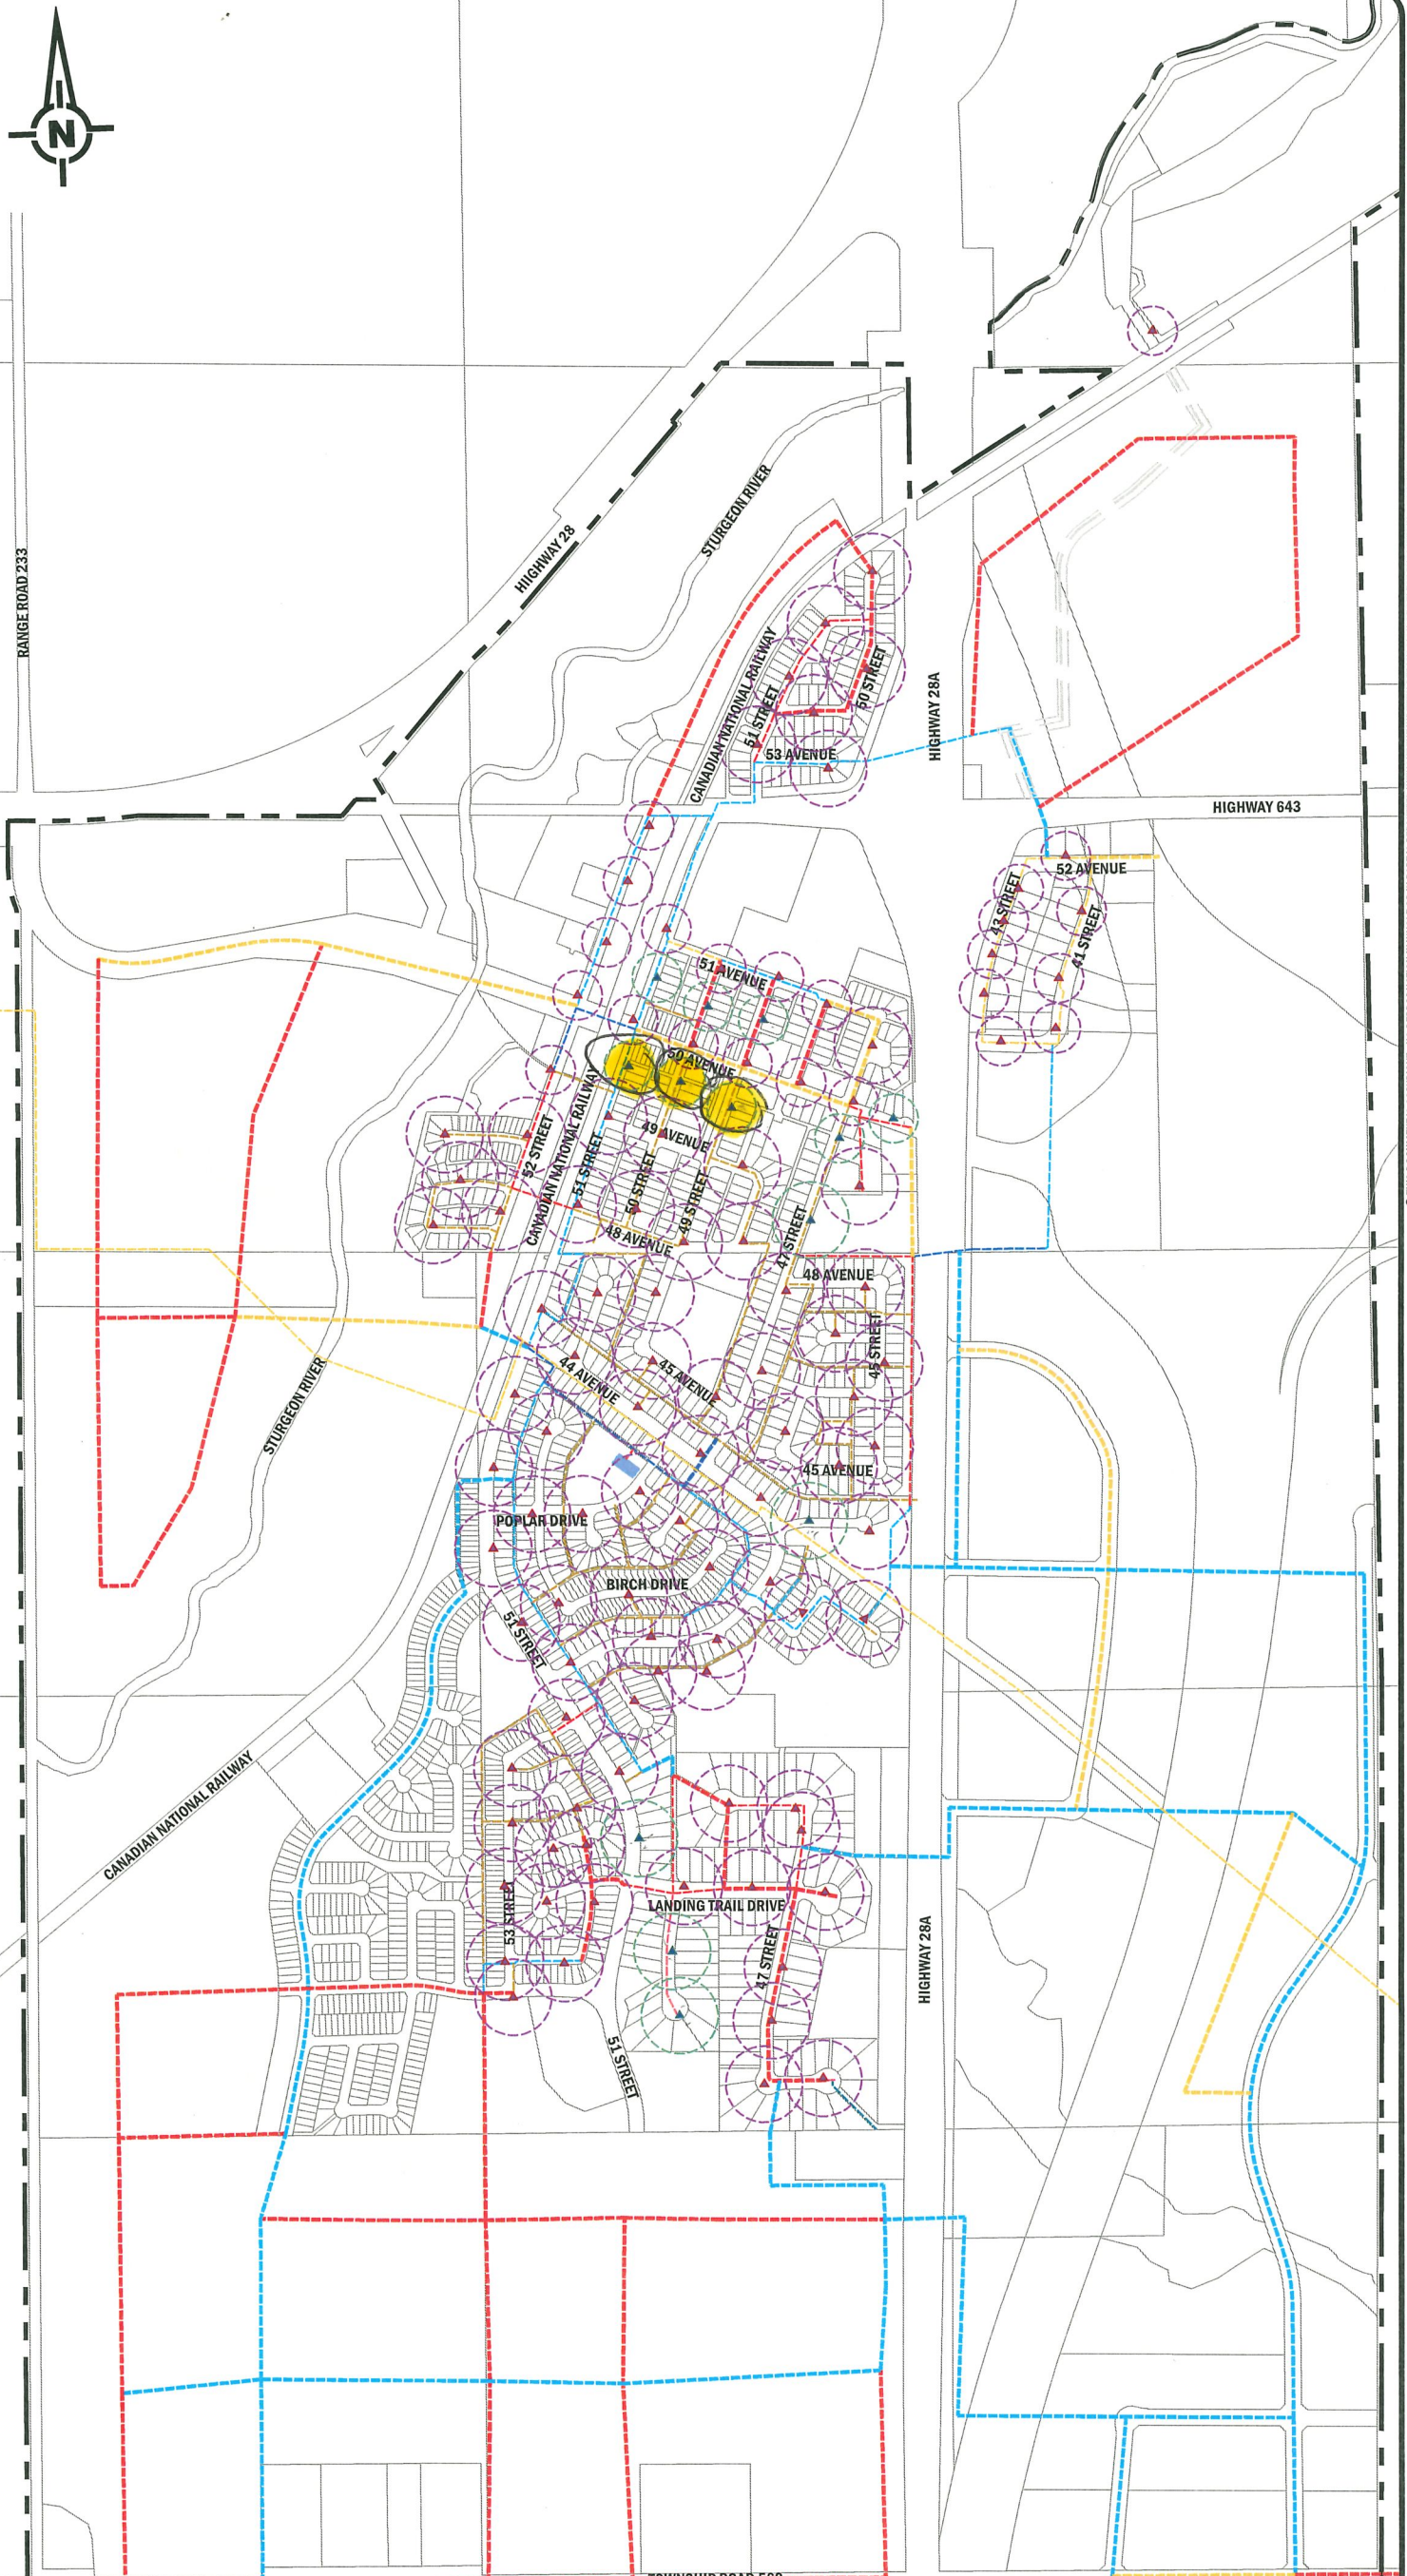 N
RANGE ROAD 233
HIIGHWAY 28
STURGEON RIVER
CANADIAN NATIONAL RAILWAY
51 STREET
50 STREET
53 AVENUE
HIGHWAY 28A
HIGHWAY 643
52 AVENUE
43 STREET
41 STREET
51 AVENUE
50 AVENUE
49 AVENUE
52 STREET
CANADIAN NATIONAL RAILWAY
51 STREET
50 STREET
49 STREET
48 AVENUE
47 STREET
48 AVENUE
45 STREET
44 AVENUE
45 AVENUE
45 AVENUE
STURGEON RIVER
POPLAR DRIVE
BIRCH DRIVE
51 STREET
CANADIAN NATIONAL RAILWAY
53 STREET
LANDING TRAIL DRIVE
47 STREET
HIGHWAY 28A
51 STREET